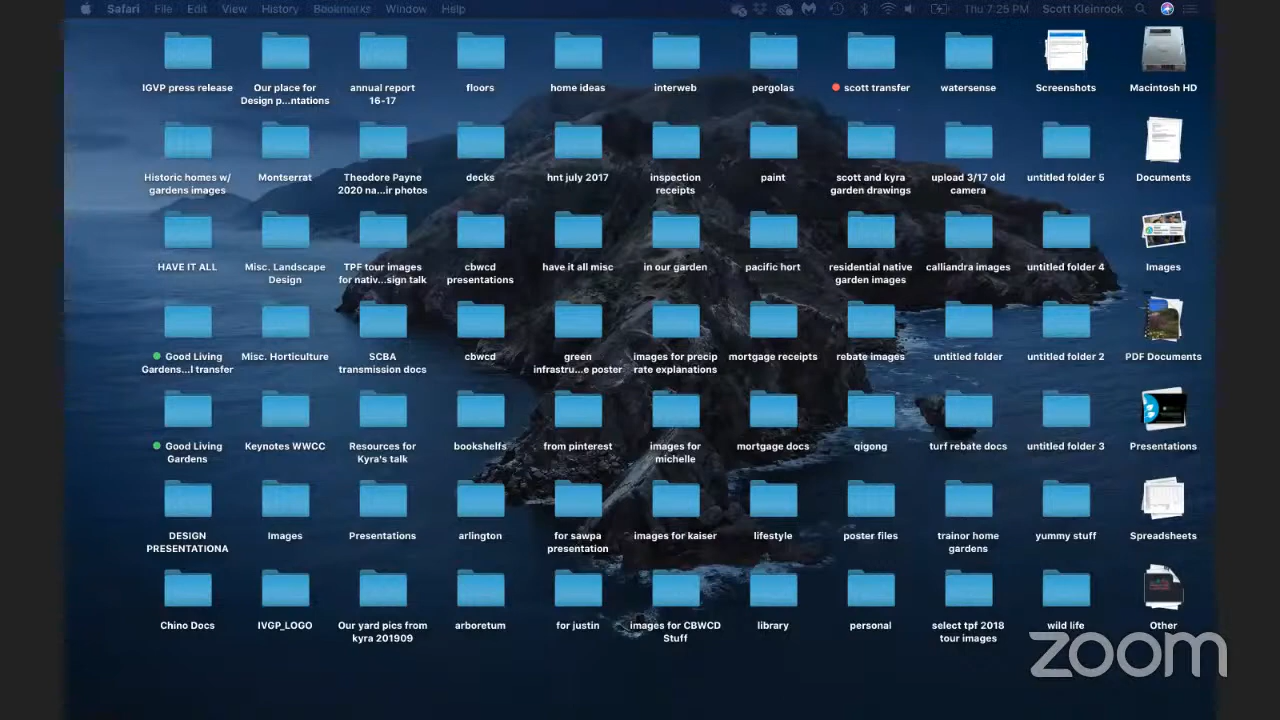 Safari File Edit View History Bookmarks Window Help Thu 7:25 PM Scott Kleinrock
IGVP press release
Our place for
Design p...ntations
annual report
16-17
floors
home ideas
interweb
pergolas
scott transfer
watersense
Screenshots
Macintosh HD
Historic homes w/
gardens images
Montserrat
Theodore Payne
2020 na...ir photos
decks
hnt july 2017
inspection
receipts
paint
scott and kyra
garden drawings
upload 3/17 old
camera
untitled folder 5
Documents
HAVE IT ALL
Misc. Landscape
Design
TPF tour images
for nativ...sign talk
cbwcd
presentations
have it all misc
in our garden
pacific hort
residential native
garden images
calliandra images
untitled folder 4
Images
Good Living
Gardens...l transfer
Misc. Horticulture
SCBA
transmission docs
cbwcd
green
infrastru...e poster
images for precip
rate explanations
mortgage receipts
rebate images
untitled folder
untitled folder 2
PDF Documents
Good Living
Gardens
Keynotes WWCC
Resources for
Kyra's talk
bookshelfs
from pinterest
images for
michelle
mortgage docs
qigong
turf rebate docs
untitled folder 3
Presentations
DESIGN
PRESENTATIONA
Images
Presentations
arlington
for sawpa
presentation
images for kaiser
lifestyle
poster files
trainor home
gardens
yummy stuff
Spreadsheets
Chino Docs
IVGP_LOGO
Our yard pics from
kyra 201909
arboretum
for justin
images for CBWCD
Stuff
library
personal
select tpf 2018
tour images
wild life
Other
zoom